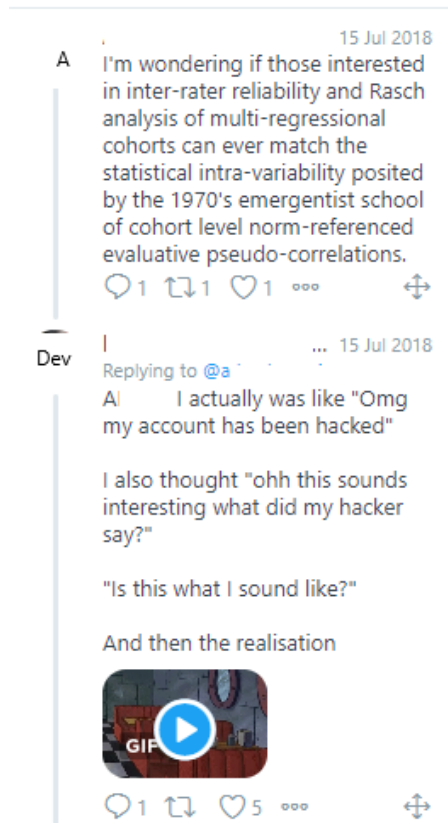 15 Jul 2018
A
I'm wondering if those interested
in inter-rater reliability and Rasch
analysis of multi-regressional
cohorts can ever match the
statistical intra-variability posited
by the 1970's emergentist school
of cohort level norm-referenced
evaluative pseudo-correlations.
1 1 1
... 15 Jul 2018
Dev
Replying to @a
Al I actually was like "Omg
my account has been hacked"
I also thought "ohh this sounds
interesting what did my hacker
say?"
"Is this what I sound like?"
And then the realisation
GIF
1 5